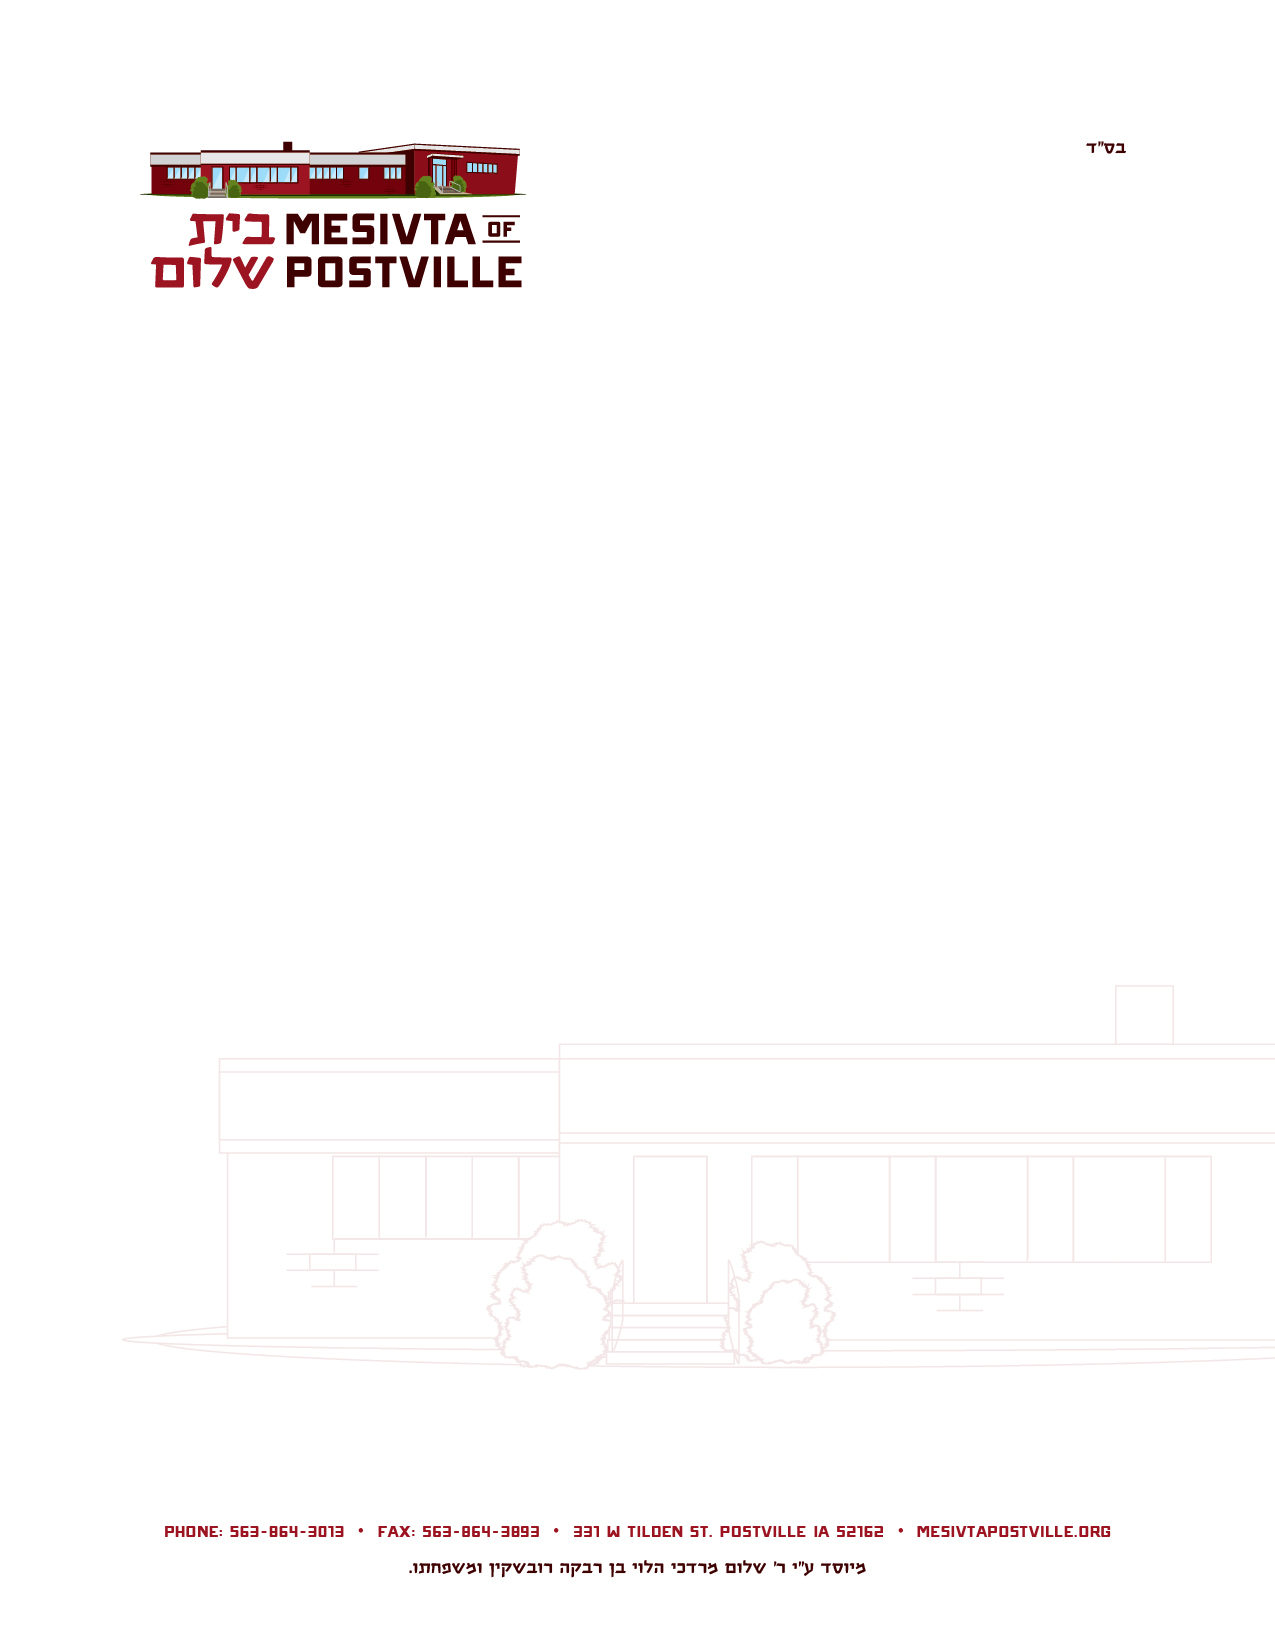 בס"ד
בית MESIVTA OF
שלום POSTVILLE
PHONE: 563-864-3013 • FAX: 563-864-3893 • 331 W TILDEN ST. POSTVILLE IA 52162 • MESIVTAPOSTVILLE.ORG
מיוסד ע"י ר' שלום מרדכי הלוי בן רבקה רובשקין ומשפחתו.